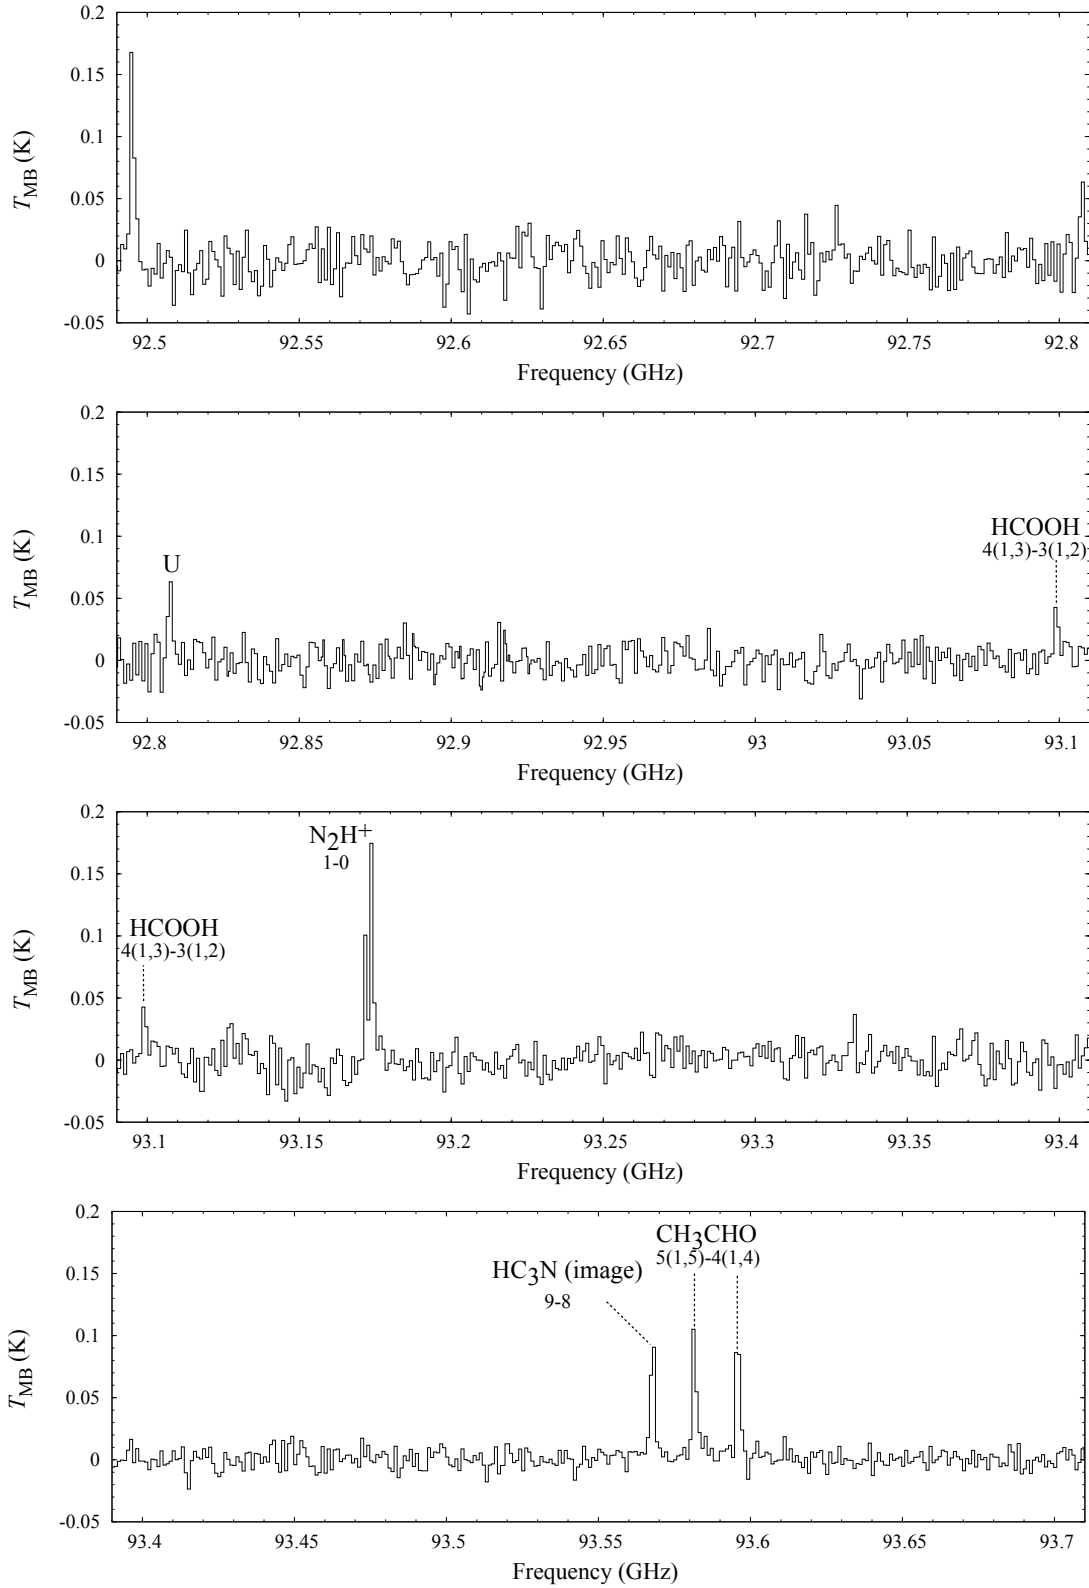 0.2
0.15
0.1
0.05
0
-0.05
TMB (K)
92.5 92.55 92.6 92.65 92.7 92.75 92.8
Frequency (GHz)
0.2
0.15
0.1
0.05
0
-0.05
TMB (K)
U
HCOOH
4(1,3)-3(1,2)
92.8 92.85 92.9 92.95 93 93.05 93.1
Frequency (GHz)
0.2
0.15
0.1
0.05
0
-0.05
TMB (K)
N2H+
1-0
HCOOH
4(1,3)-3(1,2)
93.1 93.15 93.2 93.25 93.3 93.35 93.4
Frequency (GHz)
0.2
0.15
0.1
0.05
0
-0.05
TMB (K)
CH3CHO
5(1,5)-4(1,4)
HC3N (image)
9-8
93.4 93.45 93.5 93.55 93.6 93.65 93.7
Frequency (GHz)